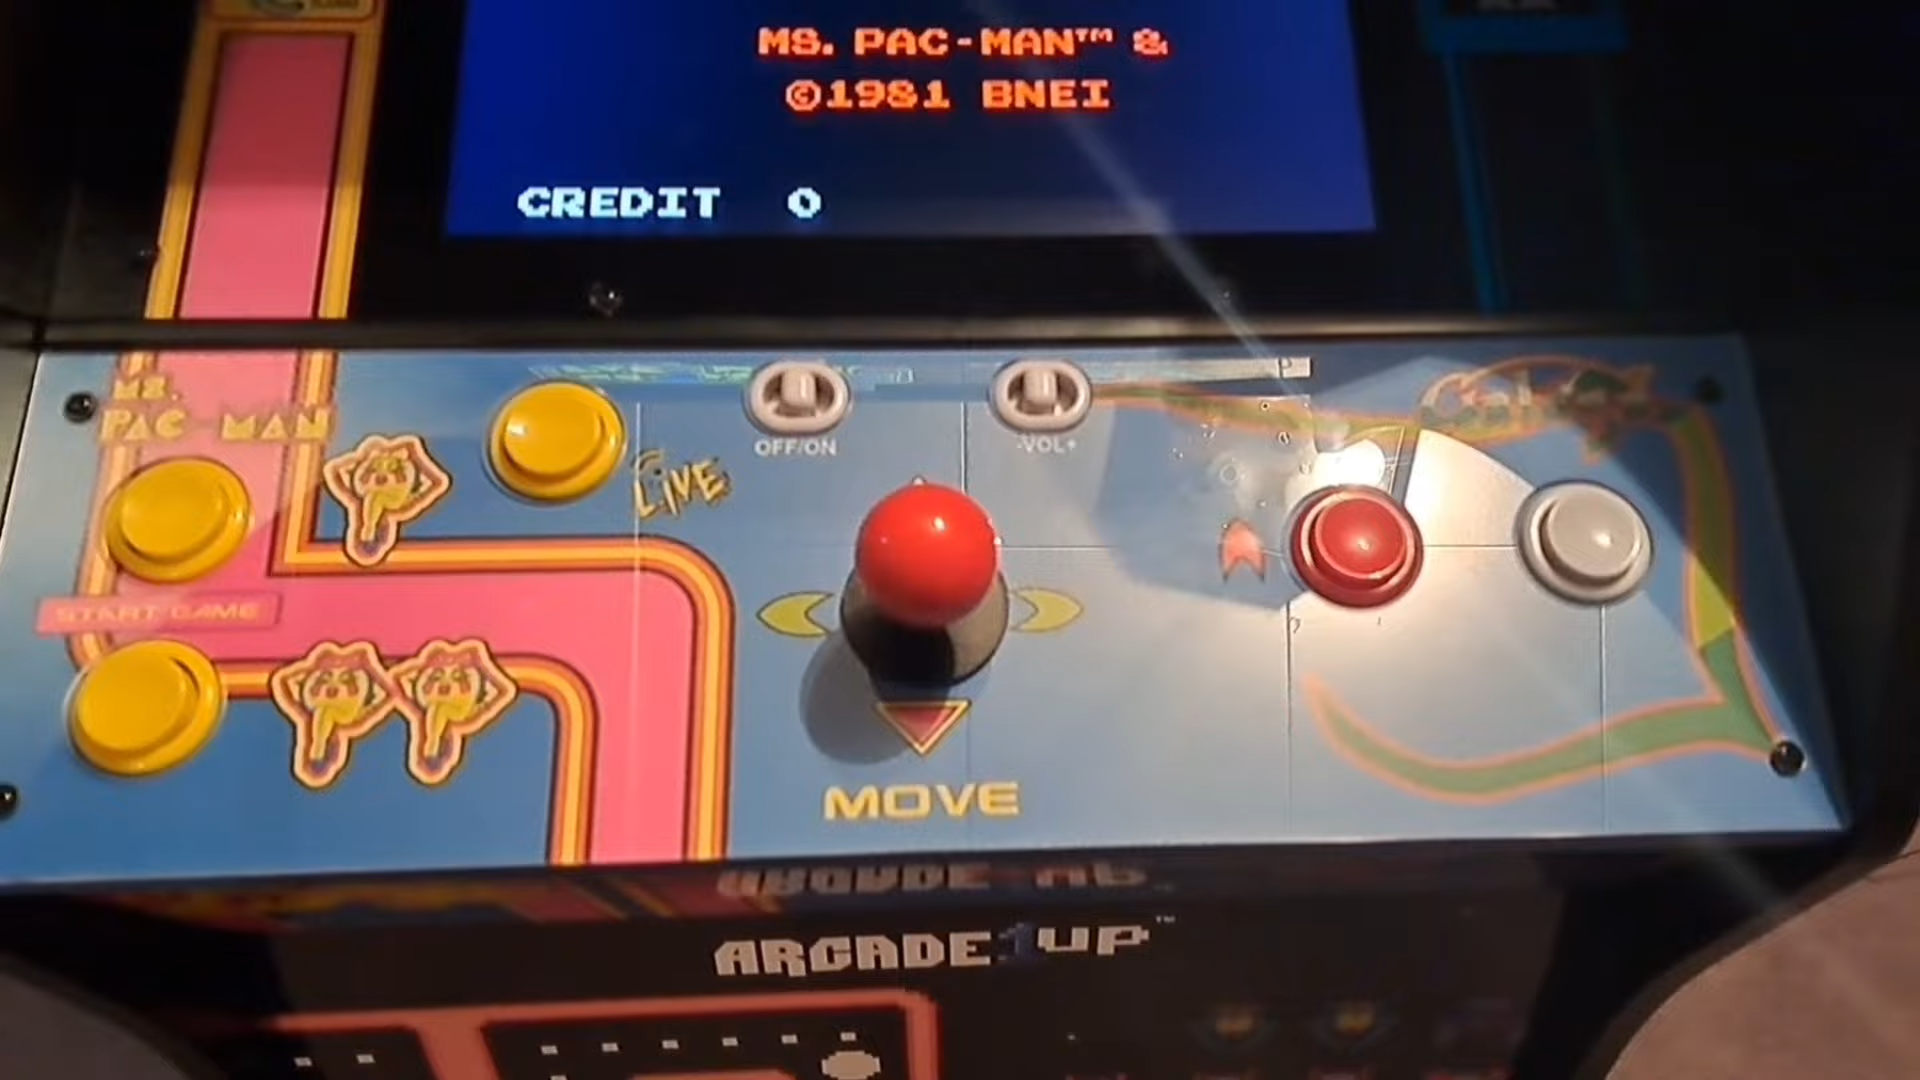 MS. PAC-MAN™ &
©1981 BNEI
CREDIT 0
MS.
PAC-MAN
LIVE
OFF/ON
-VOL+
START GAME
MOVE
ARCADE1UP™